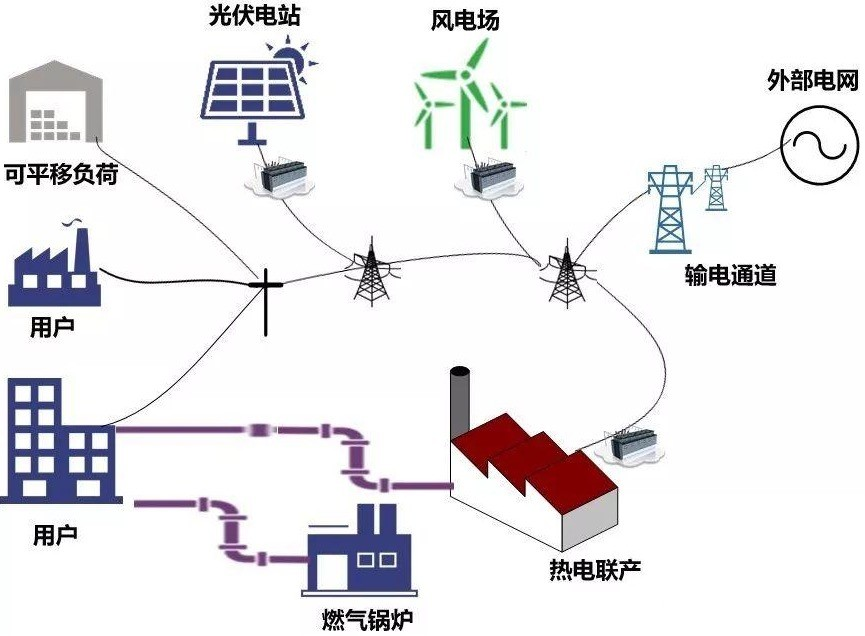 光伏电站
风电场
外部电网
可平移负荷
输电通道
用户
用户
热电联产
燃气锅炉